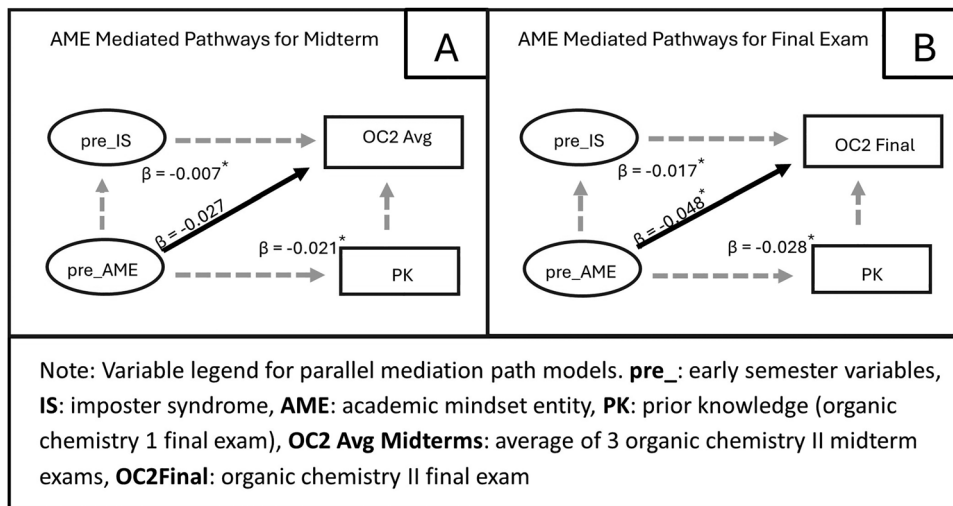 AME Mediated Pathways for Midterm
A
pre_IS
OC2 Avg
β = -0.007*
β = -0.027
β = -0.021*
pre_AME
PK
AME Mediated Pathways for Final Exam
B
pre_IS
OC2 Final
β = -0.017*
β = -0.048*
β = -0.028*
pre_AME
PK
Note: Variable legend for parallel mediation path models. pre_: early semester variables,
IS: imposter syndrome, AME: academic mindset entity, PK: prior knowledge (organic
chemistry 1 final exam), OC2 Avg Midterms: average of 3 organic chemistry II midterm
exams, OC2Final: organic chemistry II final exam